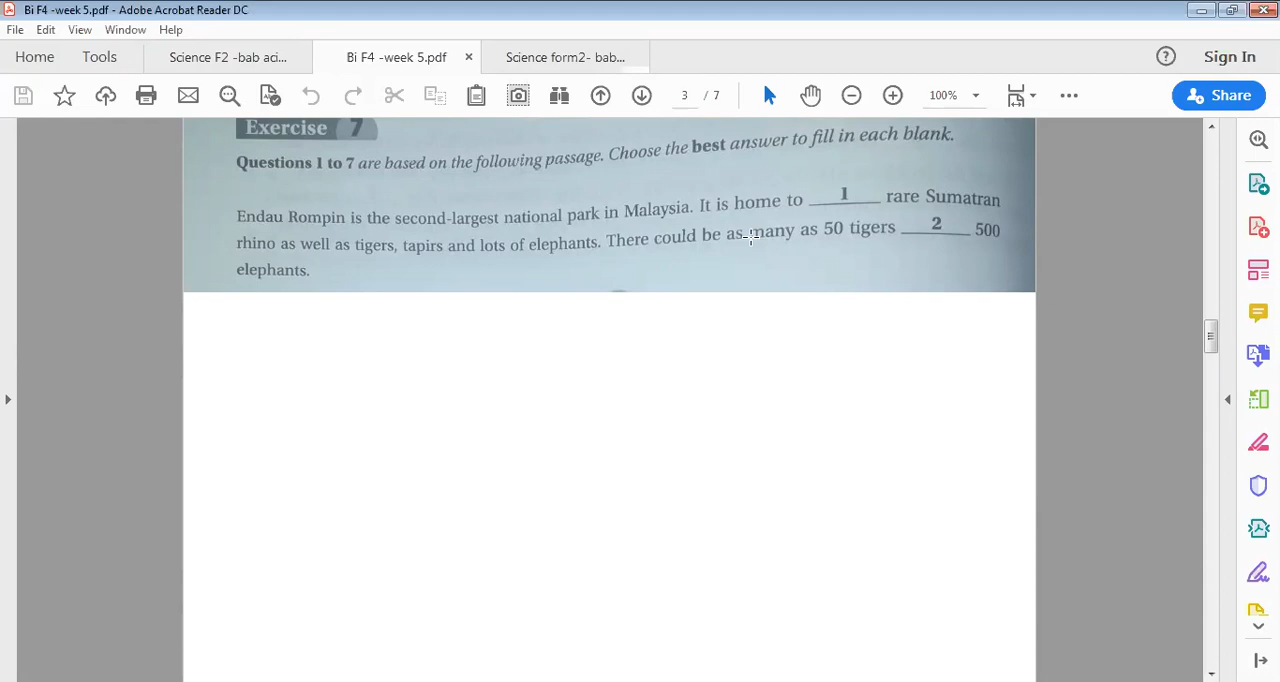 Bi F4 -week 5.pdf - Adobe Acrobat Reader DC
File Edit View Window Help
Home Tools Science F2 -bab aci... Bi F4 -week 5.pdf × Science form2- bab... Sign In
3 / 7 100% Share
Exercise 7
Questions 1 to 7 are based on the following passage. Choose the best answer to fill in each blank.
Endau Rompin is the second-largest national park in Malaysia. It is home to ___1___ rare Sumatran
rhino as well as tigers, tapirs and lots of elephants. There could be as many as 50 tigers ___2___ 500
elephants.